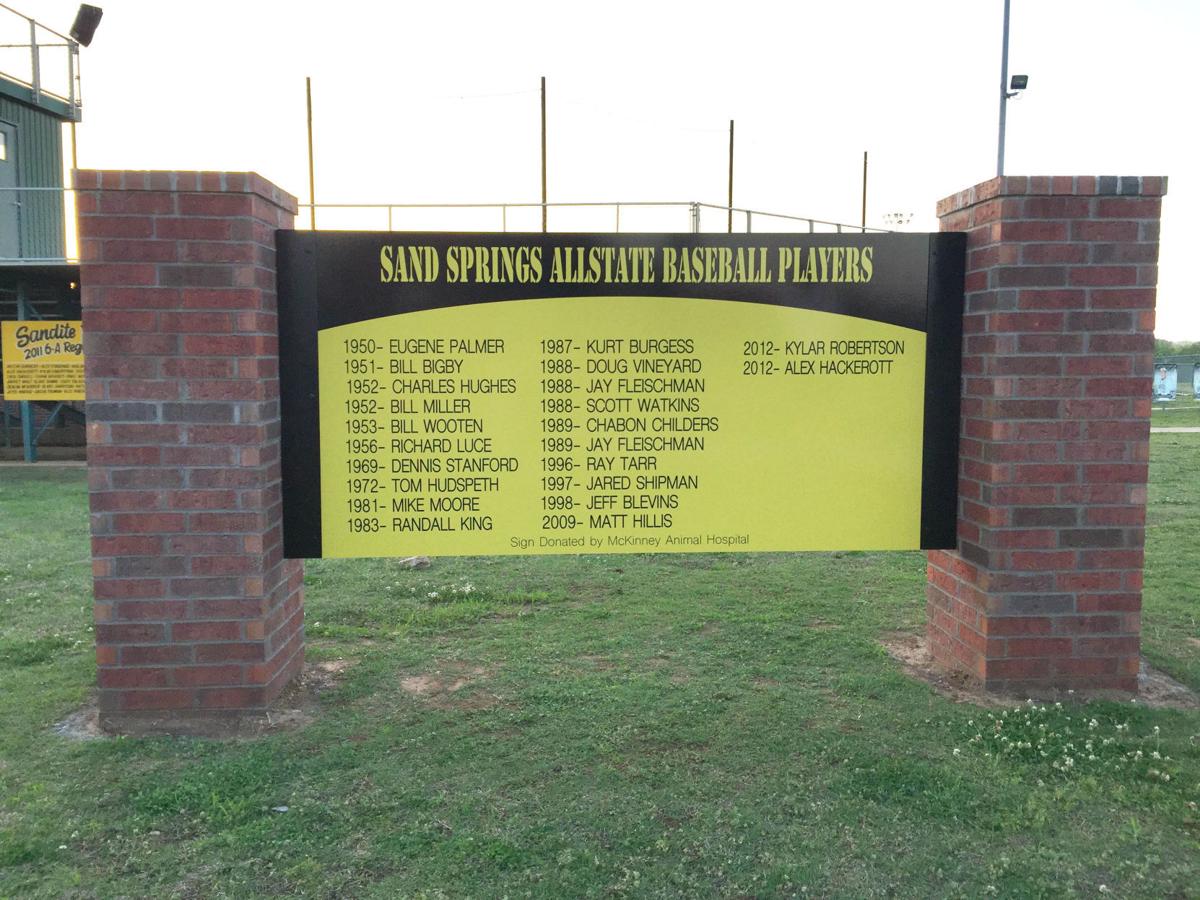 SAND SPRINGS ALLSTATE BASEBALL PLAYERS
1950- EUGENE PALMER
1951- BILL BIGBY
1952- CHARLES HUGHES
1952- BILL MILLER
1953- BILL WOOTEN
1956- RICHARD LUCE
1969- DENNIS STANFORD
1972- TOM HUDSPETH
1981- MIKE MOORE
1983- RANDALL KING
1987- KURT BURGESS
1988- DOUG VINEYARD
1988- JAY FLEISCHMAN
1988- SCOTT WATKINS
1989- CHABON CHILDERS
1989- JAY FLEISCHMAN
1996- RAY TARR
1997- JARED SHIPMAN
1998- JEFF BLEVINS
2009- MATT HILLIS
2012- KYLAR ROBERTSON
2012- ALEX HACKEROTT
Sign Donated by McKinney Animal Hospital
Sandite
2011 6-A Reg